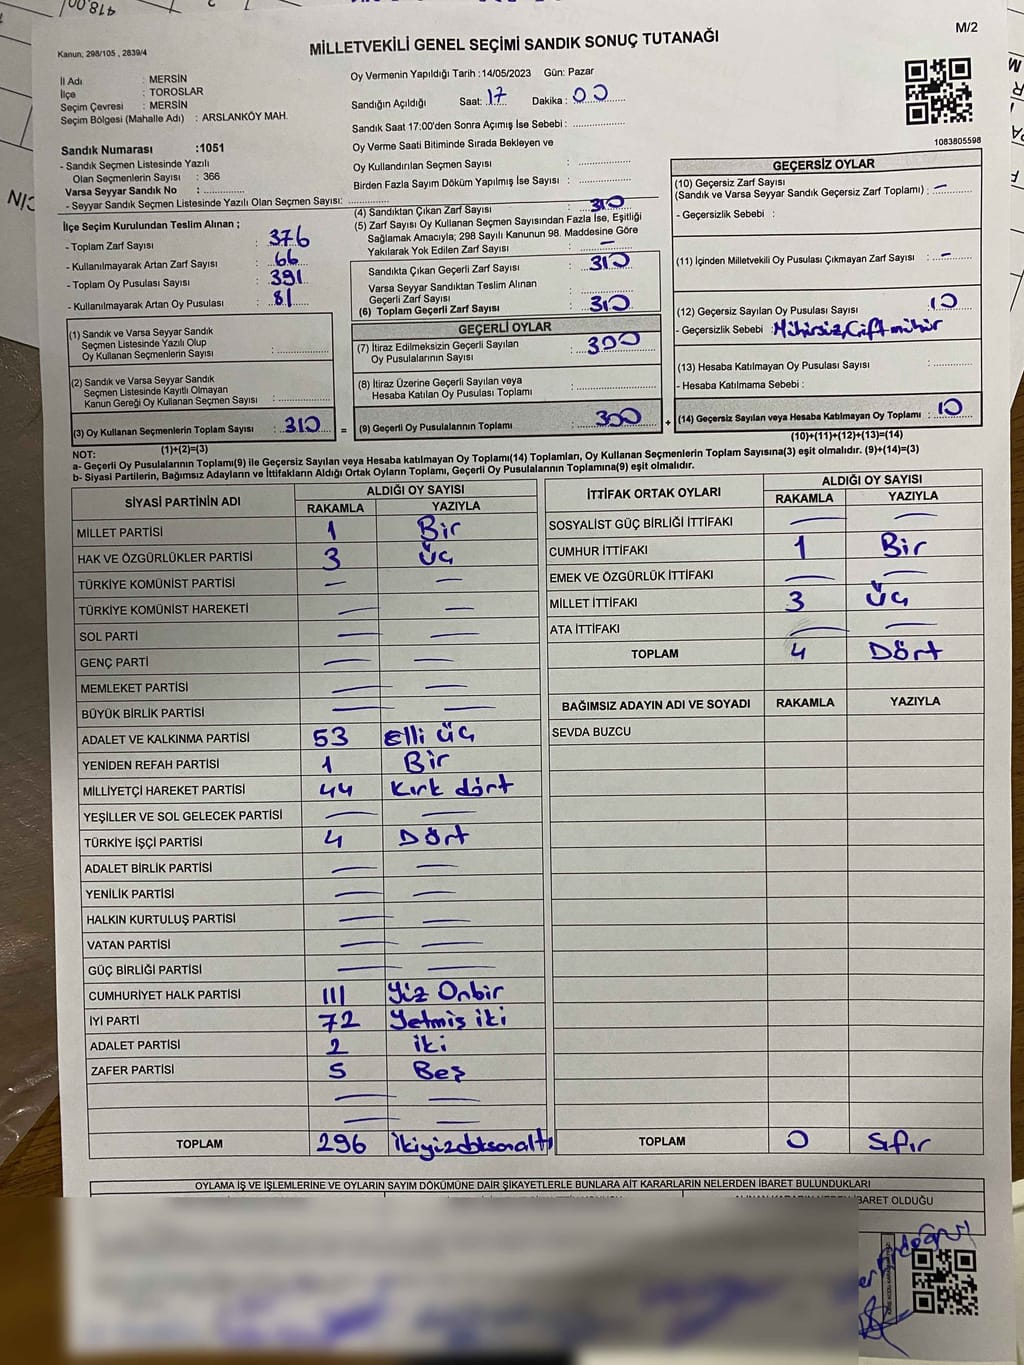 418,00
M/2
Kanun; 298/105 , 2839/4
MİLLETVEKİLİ GENEL SEÇİMİ SANDIK SONUÇ TUTANAĞI
İl Adı : MERSİN
İlçe : TOROSLAR
Seçim Çevresi : MERSİN
Seçim Bölgesi (Mahalle Adı) : ARSLANKÖY MAH.
Sandık Numarası :1051
- Sandık Seçmen Listesinde Yazılı
Olan Seçmenlerin Sayısı : 366
Varsa Seyyar Sandık No :
- Seyyar Sandık Seçmen Listesinde Yazılı Olan Seçmen Sayısı:
Oy Vermenin Yapıldığı Tarih :14/05/2023 Gün: Pazar
Sandığın Açıldığı Saat: 17 Dakika : 00
Sandık Saat 17:00'den Sonra Açımış İse Sebebi :
Oy Verme Saati Bitiminde Sırada Bekleyen ve
Oy Kullandırılan Seçmen Sayısı :
Birden Fazla Sayım Döküm Yapılmış İse Sayısı :
1083805598
İlçe Seçim Kurulundan Teslim Alınan ;
- Toplam Zarf Sayısı : 376
- Kullanılmayarak Artan Zarf Sayısı : 66
- Toplam Oy Pusulası Sayısı : 391
- Kullanılmayarak Artan Oy Pusulası : 81
(1) Sandık ve Varsa Seyyar Sandık
Seçmen Listesinde Yazılı Olup
Oy Kullanan Seçmenlerin Sayısı :
(2) Sandık ve Varsa Seyyar Sandık
Seçmen Listesinde Kayıtlı Olmayan
Kanun Gereği Oy Kullanan Seçmen Sayısı :
(3) Oy Kullanan Seçmenlerin Toplam Sayısı : 310 =
(1)+(2)=(3)
(4) Sandıktan Çıkan Zarf Sayısı : 310
(5) Zarf Sayısı Oy Kullanan Seçmen Sayısından Fazla İse, Eşitliği
Sağlamak Amacıyla; 298 Sayılı Kanunun 98. Maddesine Göre
Yakılarak Yok Edilen Zarf Sayısı : —
Sandıkta Çıkan Geçerli Zarf Sayısı : 310
Varsa Seyyar Sandıktan Teslim Alınan
Geçerli Zarf Sayısı :
(6) Toplam Geçerli Zarf Sayısı : 310
GEÇERLİ OYLAR
(7) İtiraz Edilmeksizin Geçerli Sayılan
Oy Pusulalarının Sayısı : 300
(8) İtiraz Üzerine Geçerli Sayılan veya
Hesaba Katılan Oy Pusulası Toplamı :
(9) Geçerli Oy Pusulalarının Toplamı : 300 +
GEÇERSİZ OYLAR
(10) Geçersiz Zarf Sayısı
(Sandık ve Varsa Seyyar Sandık Geçersiz Zarf Toplamı) : —
- Geçersizlik Sebebi :
(11) İçinden Milletvekili Oy Pusulası Çıkmayan Zarf Sayısı : —
(12) Geçersiz Sayılan Oy Pusulası Sayısı : 10
- Geçersizlik Sebebi : Mühürsüz, Çift mühür
(13) Hesaba Katılmayan Oy Pusulası Sayısı :
- Hesaba Katılmama Sebebi :
(14) Geçersiz Sayılan veya Hesaba Katılmayan Oy Toplamı : 10
(10)+(11)+(12)+(13)=(14)
NOT:
a- Geçerli Oy Pusulalarının Toplamı(9) ile Geçersiz Sayılan veya Hesaba Katılmayan Oy Toplamı(14) Toplamları, Oy Kullanan Seçmenlerin Toplam Sayısına(3) eşit olmalıdır. (9)+(14)=(3)
b- Siyasi Partilerin, Bağımsız Adayların ve İttifakların Aldığı Ortak Oyların Toplamı, Geçerli Oy Pusulalarının Toplamına(9) eşit olmalıdır.
SİYASİ PARTİNİN ADI ALDIĞI OY SAYISI
RAKAMLA YAZIYLA
MİLLET PARTİSİ 1 Bir
HAK VE ÖZGÜRLÜKLER PARTİSİ 3 Üç
TÜRKİYE KOMÜNİST PARTİSİ — —
TÜRKİYE KOMÜNİST HAREKETİ — —
SOL PARTİ — —
GENÇ PARTİ — —
MEMLEKET PARTİSİ — —
BÜYÜK BİRLİK PARTİSİ — —
ADALET VE KALKINMA PARTİSİ 53 Elli üç
YENİDEN REFAH PARTİSİ 1 Bir
MİLLİYETÇİ HAREKET PARTİSİ 44 Kırk dört
YEŞİLLER VE SOL GELECEK PARTİSİ — —
TÜRKİYE İŞÇİ PARTİSİ 4 Dört
ADALET BİRLİK PARTİSİ — —
YENİLİK PARTİSİ — —
HALKIN KURTULUŞ PARTİSİ — —
VATAN PARTİSİ — —
GÜÇ BİRLİĞİ PARTİSİ — —
CUMHURİYET HALK PARTİSİ 111 Yüz Onbir
İYİ PARTİ 72 Yetmiş iki
ADALET PARTİSİ 2 iki
ZAFER PARTİSİ 5 Beş
— —
— —
TOPLAM 296 ikiyüzdoksanaltı
İTTİFAK ORTAK OYLARI ALDIĞI OY SAYISI
RAKAMLA YAZIYLA
SOSYALİST GÜÇ BİRLİĞİ İTTİFAKI — —
CUMHUR İTTİFAKI 1 Bir
EMEK VE ÖZGÜRLÜK İTTİFAKI — —
MİLLET İTTİFAKI 3 Üç
ATA İTTİFAKI — —
TOPLAM 4 Dört
BAĞIMSIZ ADAYIN ADI VE SOYADI RAKAMLA YAZIYLA
SEVDA BUZCU
TOPLAM 0 Sıfır
OYLAMA İŞ VE İŞLEMLERİNE VE OYLARIN SAYIM DÖKÜMÜNE DAİR ŞİKAYETLERLE BUNLARA AİT KARARLARIN NELERDEN İBARET BULUNDUKLARI
İBARET OLDUĞU